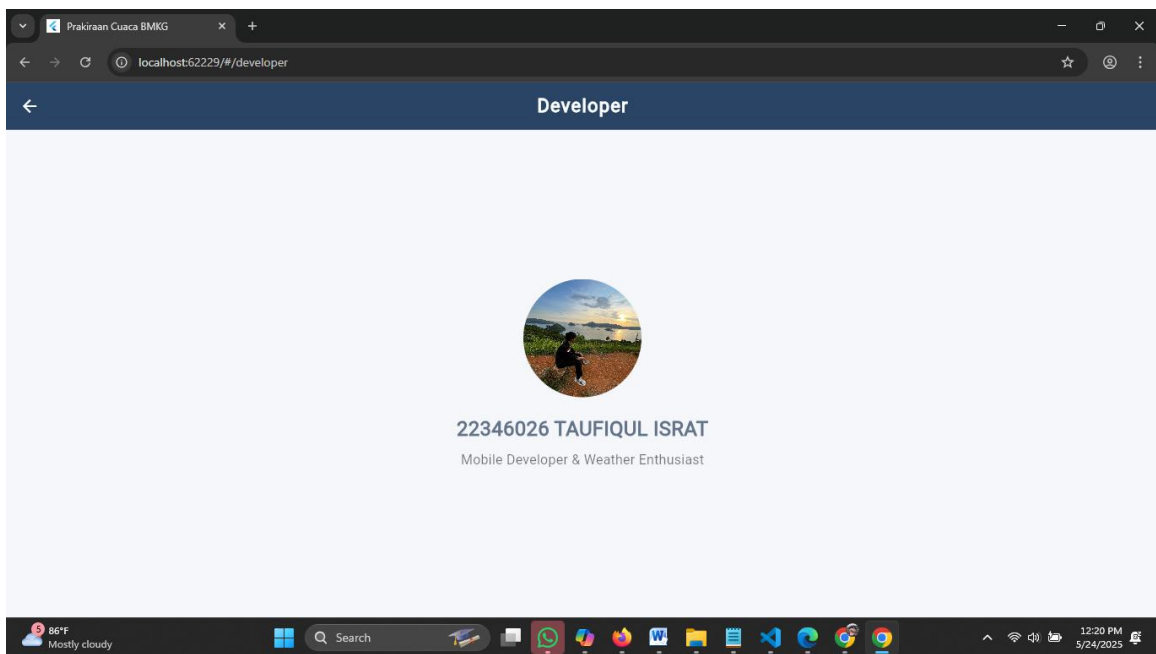 Prakiraan Cuaca BMKG
localhost:62229/#/developer
Developer
22346026 TAUFIQUL ISRAT
Mobile Developer & Weather Enthusiast
5
86°F
Mostly cloudy
Search
12:20 PM
5/24/2025